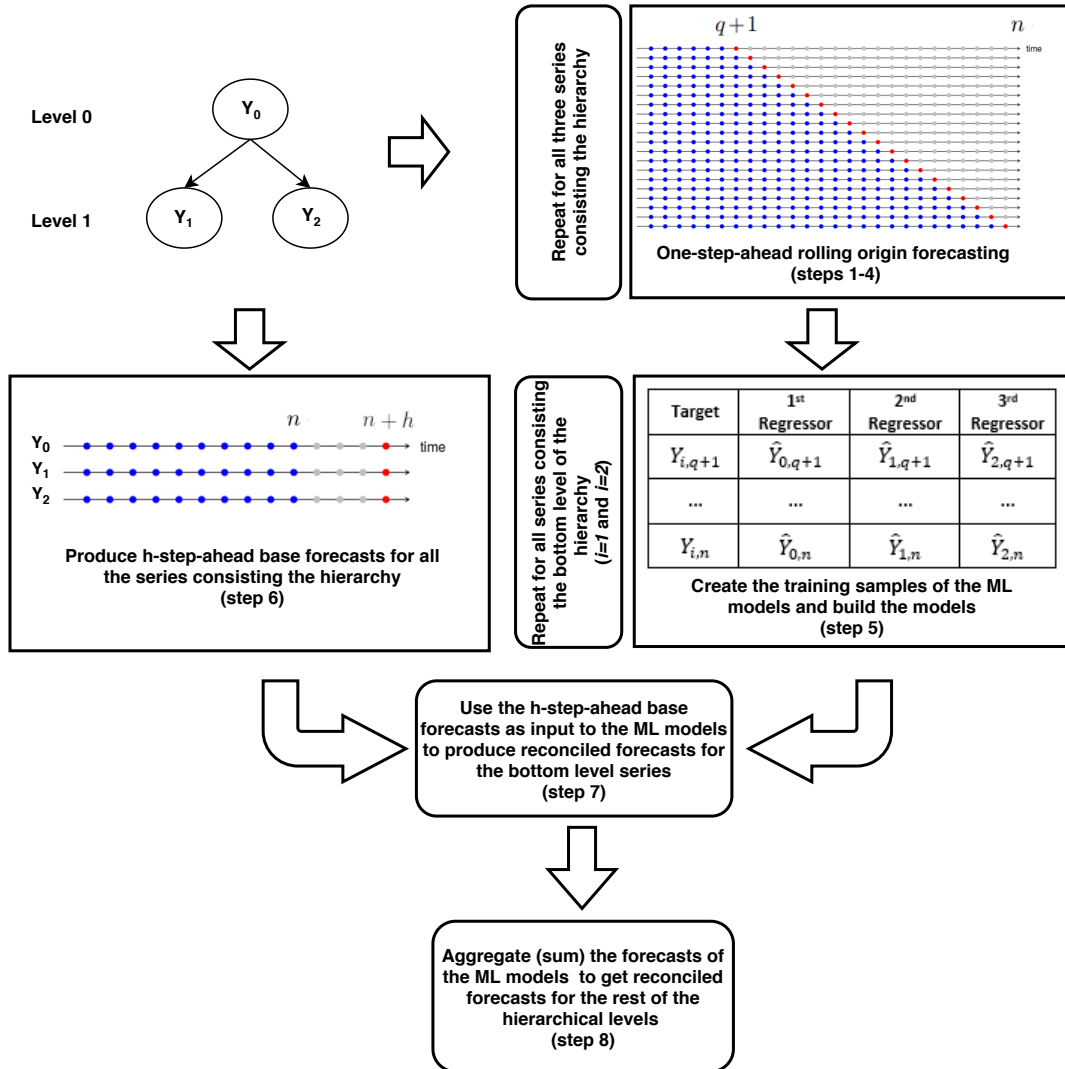 Level 0
Y0
Level 1
Y1
Y2
Repeat for all three series
consisting the hierarchy
q + 1
n
time
One-step-ahead rolling origin forecasting
(steps 1-4)
n
n + h
Y0
time
Y1
Y2
Produce h-step-ahead base forecasts for all
the series consisting the hierarchy
(step 6)
Repeat for all series consisting
the bottom level of the
hierarchy
(i=1 and i=2)
Target
1st
Regressor
2nd
Regressor
3rd
Regressor
Yi,q+1
Ŷ0,q+1
Ŷ1,q+1
Ŷ2,q+1
...
...
...
...
Yi,n
Ŷ0,n
Ŷ1,n
Ŷ2,n
Create the training samples of the ML
models and build the models
(step 5)
Use the h-step-ahead base
forecasts as input to the ML models
to produce reconciled forecasts for
the bottom level series
(step 7)
Aggregate (sum) the forecasts of
the ML models to get reconciled
forecasts for the rest of the
hierarchical levels
(step 8)